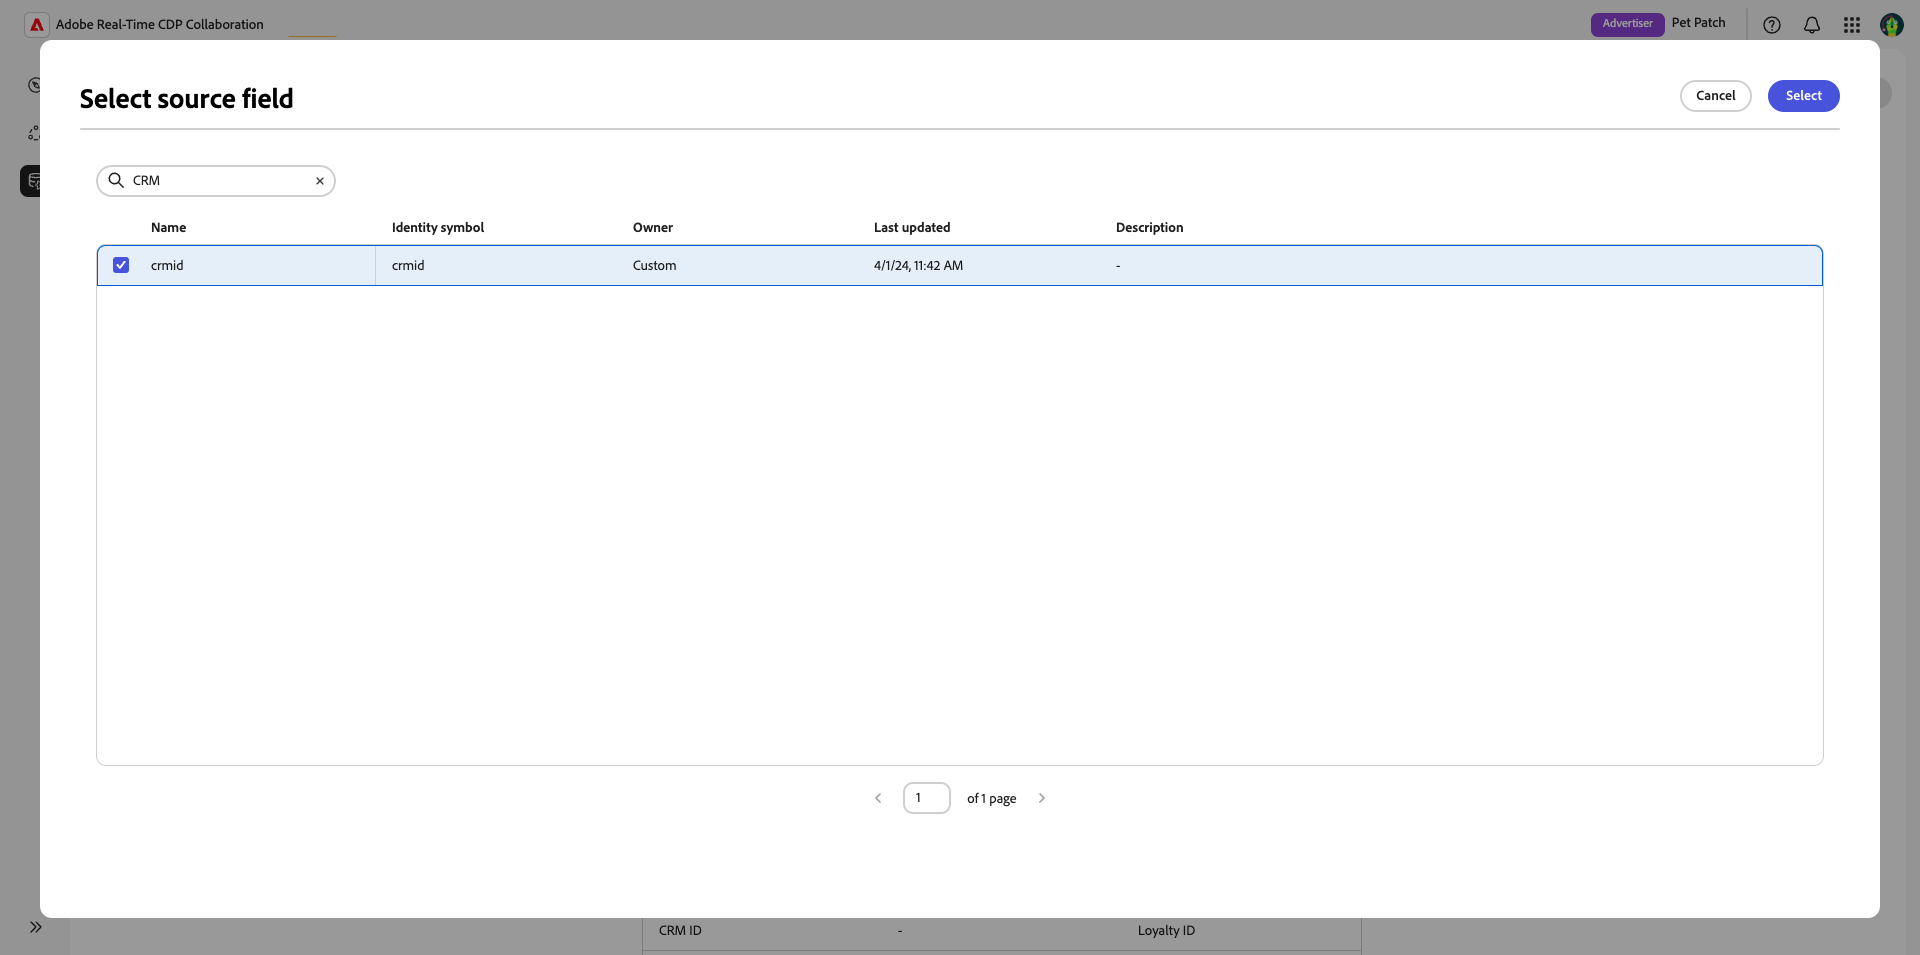 Adobe Real-Time CDP Collaboration
Advertiser Pet Patch
Select source field
Cancel Select
CRM
Name Identity symbol Owner Last updated Description
crmid crmid Custom 4/1/24, 11:42 AM -
1 of 1 page
CRM ID - Loyalty ID